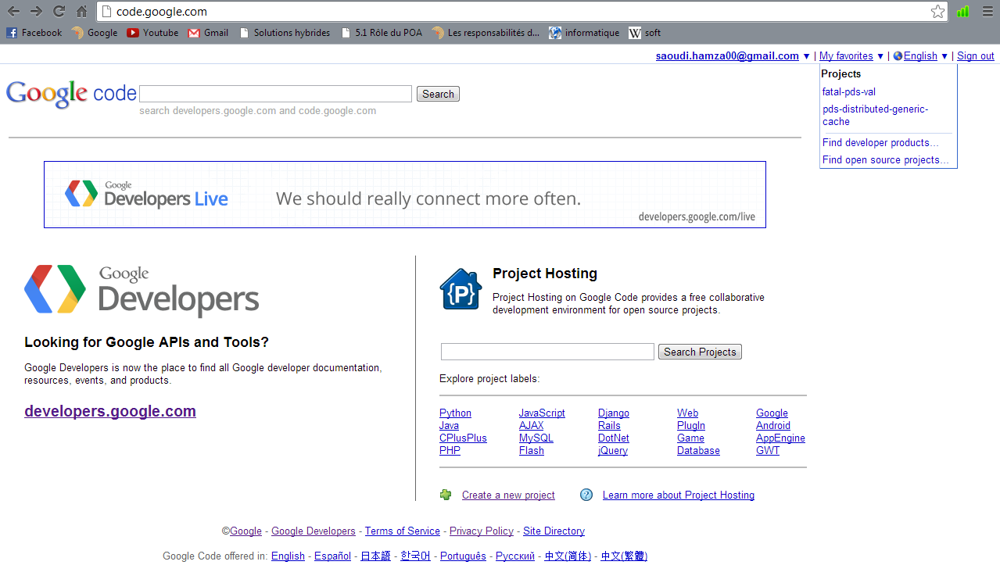 code.google.com
Facebook Google Youtube Gmail Solutions hybrides 5.1 Rôle du POA Les responsabilités d... informatique soft
saoudi.hamza00@gmail.com ▼ | My favorites ▼ | English ▼ | Sign out
Projects
fatal-pds-val
pds-distributed-generic-
cache
Find developer products...
Find open source projects...
Google code Search
search developers.google.com and code.google.com
Google
Developers Live
We should really connect more often.
developers.google.com/live
Google
Developers
Looking for Google APIs and Tools?
Google Developers is now the place to find all Google developer documentation,
resources, events, and products.
developers.google.com
{P}
Project Hosting
Project Hosting on Google Code provides a free collaborative
development environment for open source projects.
Search Projects
Explore project labels:
Python JavaScript Django Web Google
Java AJAX Rails PlugIn Android
CPlusPlus MySQL DotNet Game AppEngine
PHP Flash jQuery Database GWT
Create a new project ? Learn more about Project Hosting
©Google - Google Developers - Terms of Service - Privacy Policy - Site Directory
Google Code offered in: English - Español - 日本語 - 한국어 - Português - Русский - 中文(简体) - 中文(繁體)